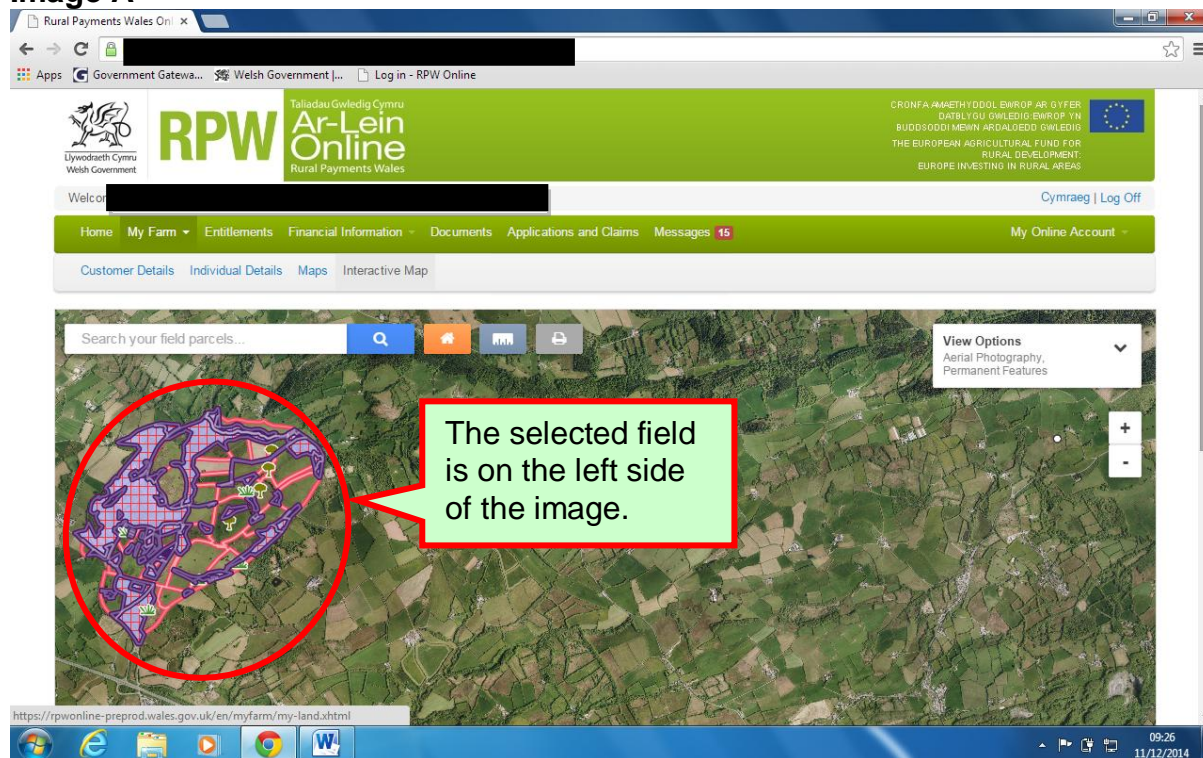 Rural Payments Wales Onl
Apps Government Gatewa... Welsh Government |... Log in - RPW Online
Llywodraeth Cymru
Welsh Government
RPW
Taliadau Gwledig Cymru
Ar-Lein
Online
Rural Payments Wales
CRONFA AMAETHYDDOL EWROP AR GYFER
DATBLYGU GWLEDIG:EWROP YN
BUDDSODDI MEWN ARDALOEDD GWLEDIG
THE EUROPEAN AGRICULTURAL FUND FOR
RURAL DEVELOPMENT:
EUROPE INVESTING IN RURAL AREAS
Cymraeg | Log Off
Home My Farm Entitlements Financial Information Documents Applications and Claims Messages 15 My Online Account
Customer Details Individual Details Maps Interactive Map
Search your field parcels...
View Options
Aerial Photography,
Permanent Features
+
-
The selected field
is on the left side
of the image.
https://rpwonline-preprod.wales.gov.uk/en/myfarm/my-land.xhtml
09:26
11/12/2014